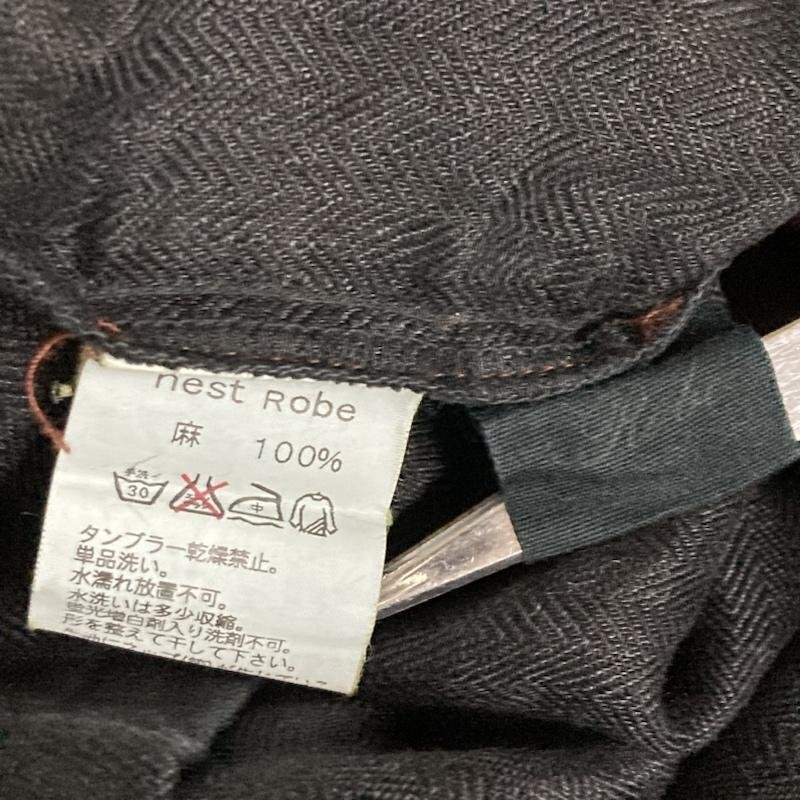 nest Robe
麻 100%
手洗イ
30 中
タンブラー乾燥禁止。
単品洗い。
水濡れ放置不可。
水洗いは多少収縮。
蛍光増白剤入り洗剤不可。
形を整えて干して下さい。